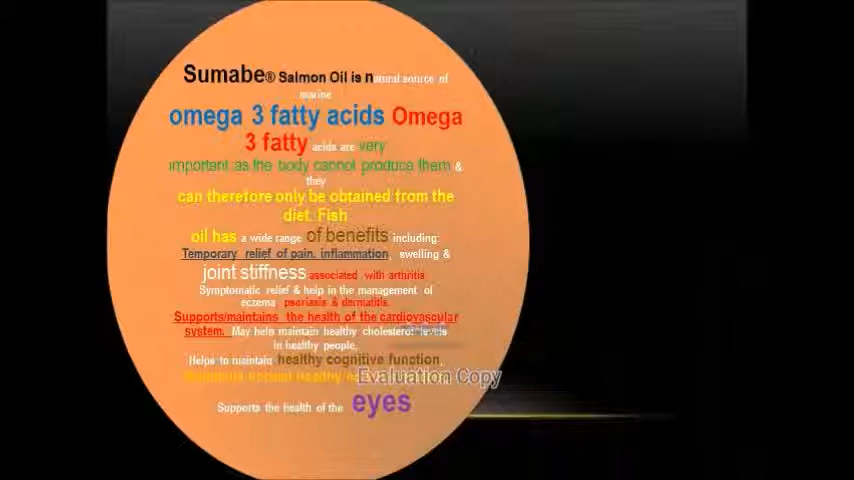 Sumabe® Salmon Oil is natural source of
marine
omega 3 fatty acids Omega
3 fatty acids are very
important as the body cannot produce them &
they
can therefore only be obtained from the
diet. Fish
oil has a wide range of benefits including:
Temporary relief of pain. inflammation, swelling &
joint stiffness associated with arthritis
Symptomatic relief & help in the management of
eczema psoriasis & dermatitis.
Supports/maintains the health of the cardiovascular
system. May help maintain healthy cholesterol levels
in healthy people,
Helps to maintain healthy cognitive function,
normal healthy
Evaluation Copy
Supports the health of the eyes